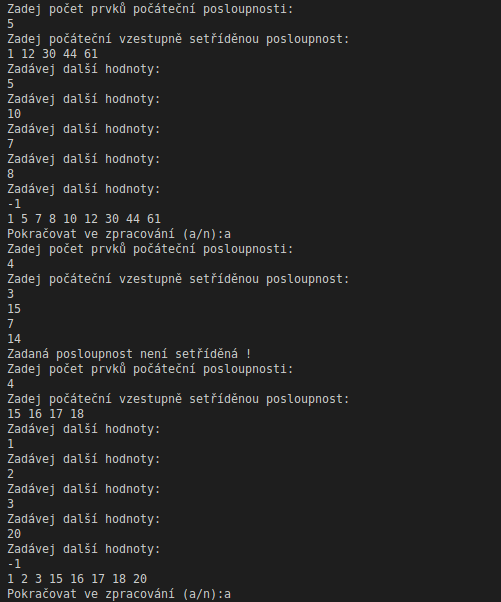 Zadej počet prvků počáteční posloupnosti:
5
Zadej počáteční vzestupně setříděnou posloupnost:
1 12 30 44 61
Zadávej další hodnoty:
5
Zadávej další hodnoty:
10
Zadávej další hodnoty:
7
Zadávej další hodnoty:
8
Zadávej další hodnoty:
-1
1 5 7 8 10 12 30 44 61
Pokračovat ve zpracování (a/n):a
Zadej počet prvků počáteční posloupnosti:
4
Zadej počáteční vzestupně setříděnou posloupnost:
3
15
7
14
Zadaná posloupnost není setříděná !
Zadej počet prvků počáteční posloupnosti:
4
Zadej počáteční vzestupně setříděnou posloupnost:
15 16 17 18
Zadávej další hodnoty:
1
Zadávej další hodnoty:
2
Zadávej další hodnoty:
3
Zadávej další hodnoty:
20
Zadávej další hodnoty:
-1
1 2 3 15 16 17 18 20
Pokračovat ve zpracování (a/n):a